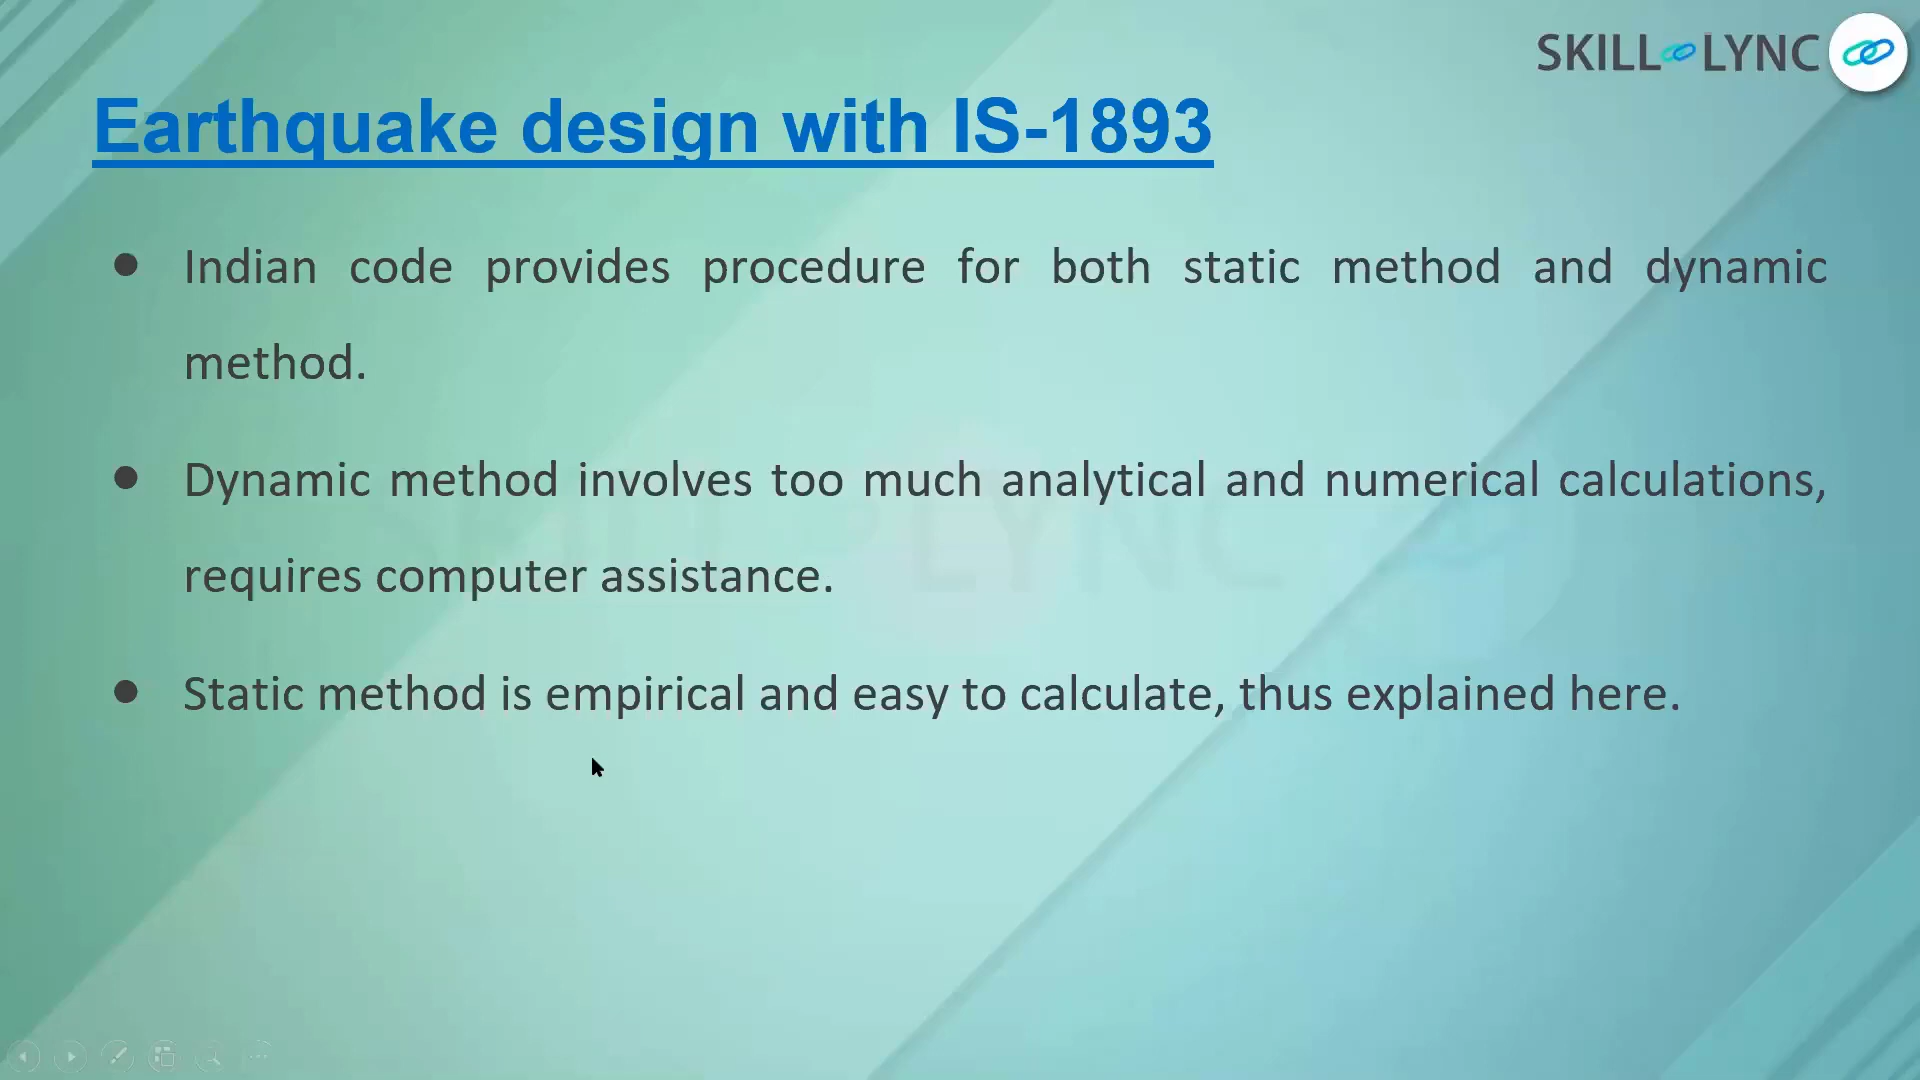 SKILL LYNC
Earthquake design with IS-1893
● Indian code provides procedure for both static method and dynamic
method.
● Dynamic method involves too much analytical and numerical calculations,
requires computer assistance.
● Static method is empirical and easy to calculate, thus explained here.
SKILL LYNC